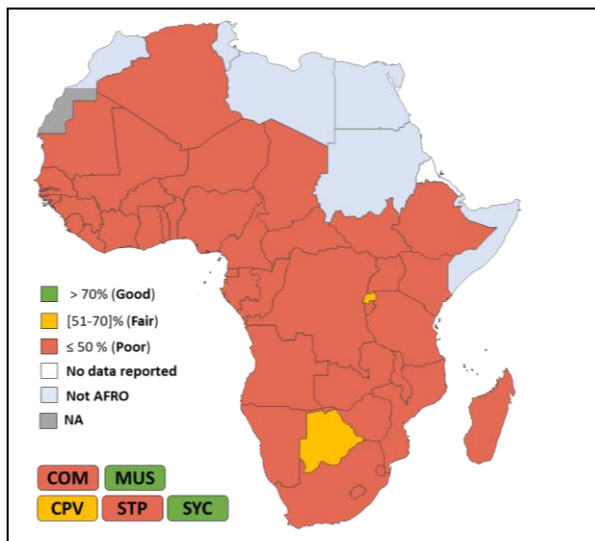 > 70% (Good)
[51-70]% (Fair)
≤ 50 % (Poor)
No data reported
Not AFRO
NA
COM MUS
CPV STP SYC